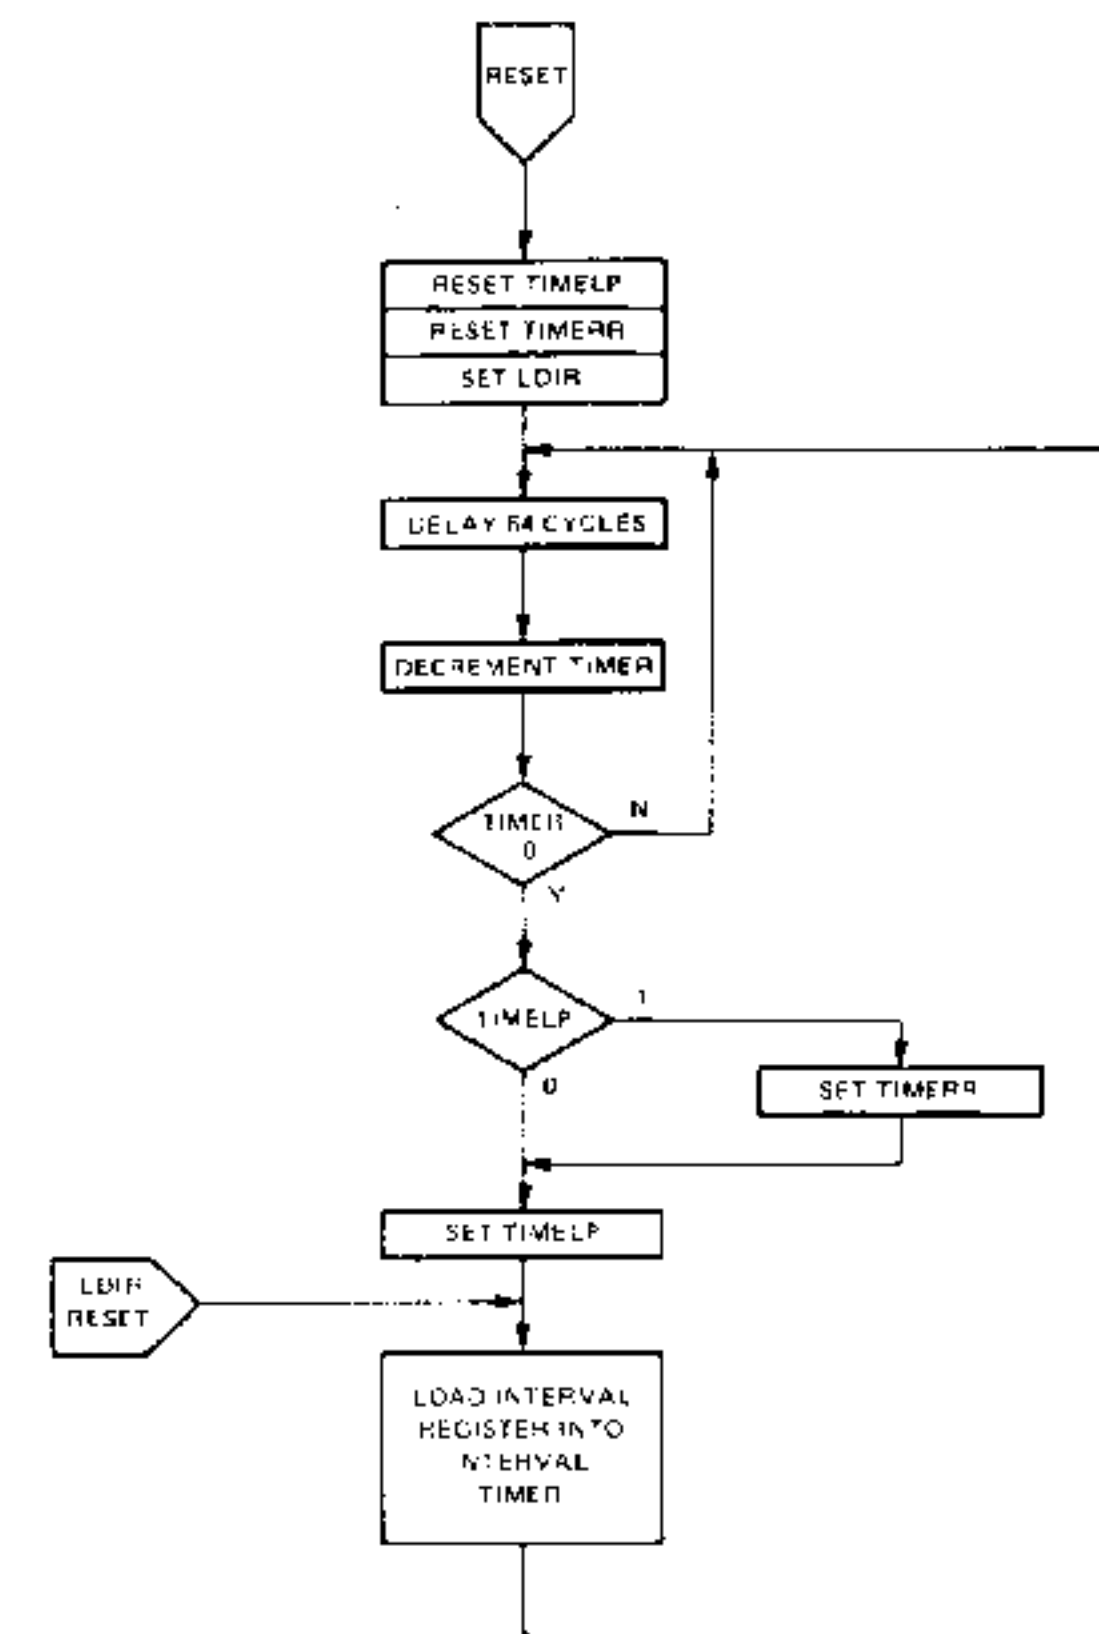 RESET
RESET TIMELP
RESET TIMERR
SET LDIR
DELAY 64 CYCLES
DECREMENT TIMER
TIMER
0
N
Y
TIMELP
1
0
SET TIMERR
SET TIMELP
LDIR
RESET
LOAD INTERVAL
REGISTER INTO
INTERVAL
TIMER